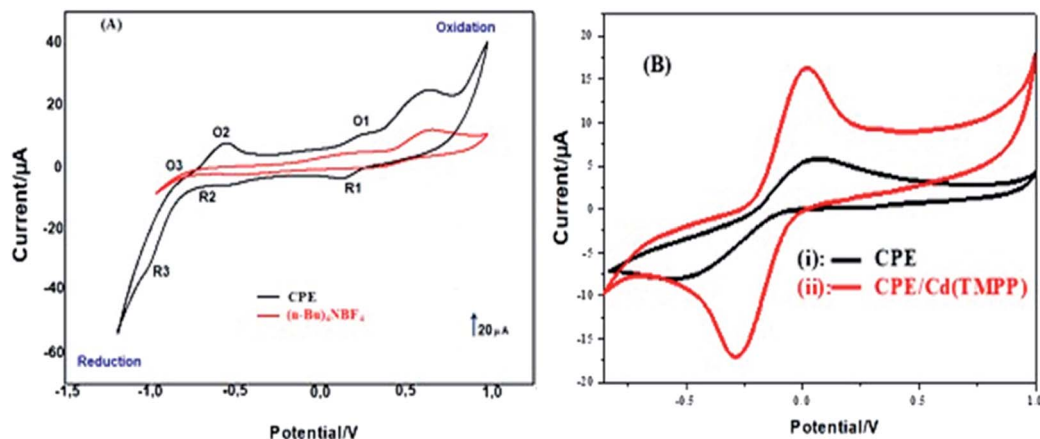 (A)
Oxidation
40
20
0
-20
-40
-60
Current/µA
O1
O2
O3
R1
R2
R3
CPE
(n-Bu)₄NBF₄
20 µA
Reduction
-1,5
-1,0
-0,5
0,0
0,5
1,0
Potential/V
(B)
20
15
10
5
0
-5
-10
-15
-20
Current/µA
(i): CPE
(ii): CPE/Cd(TMPP)
-0.5
0.0
0.5
1.0
Potential/V